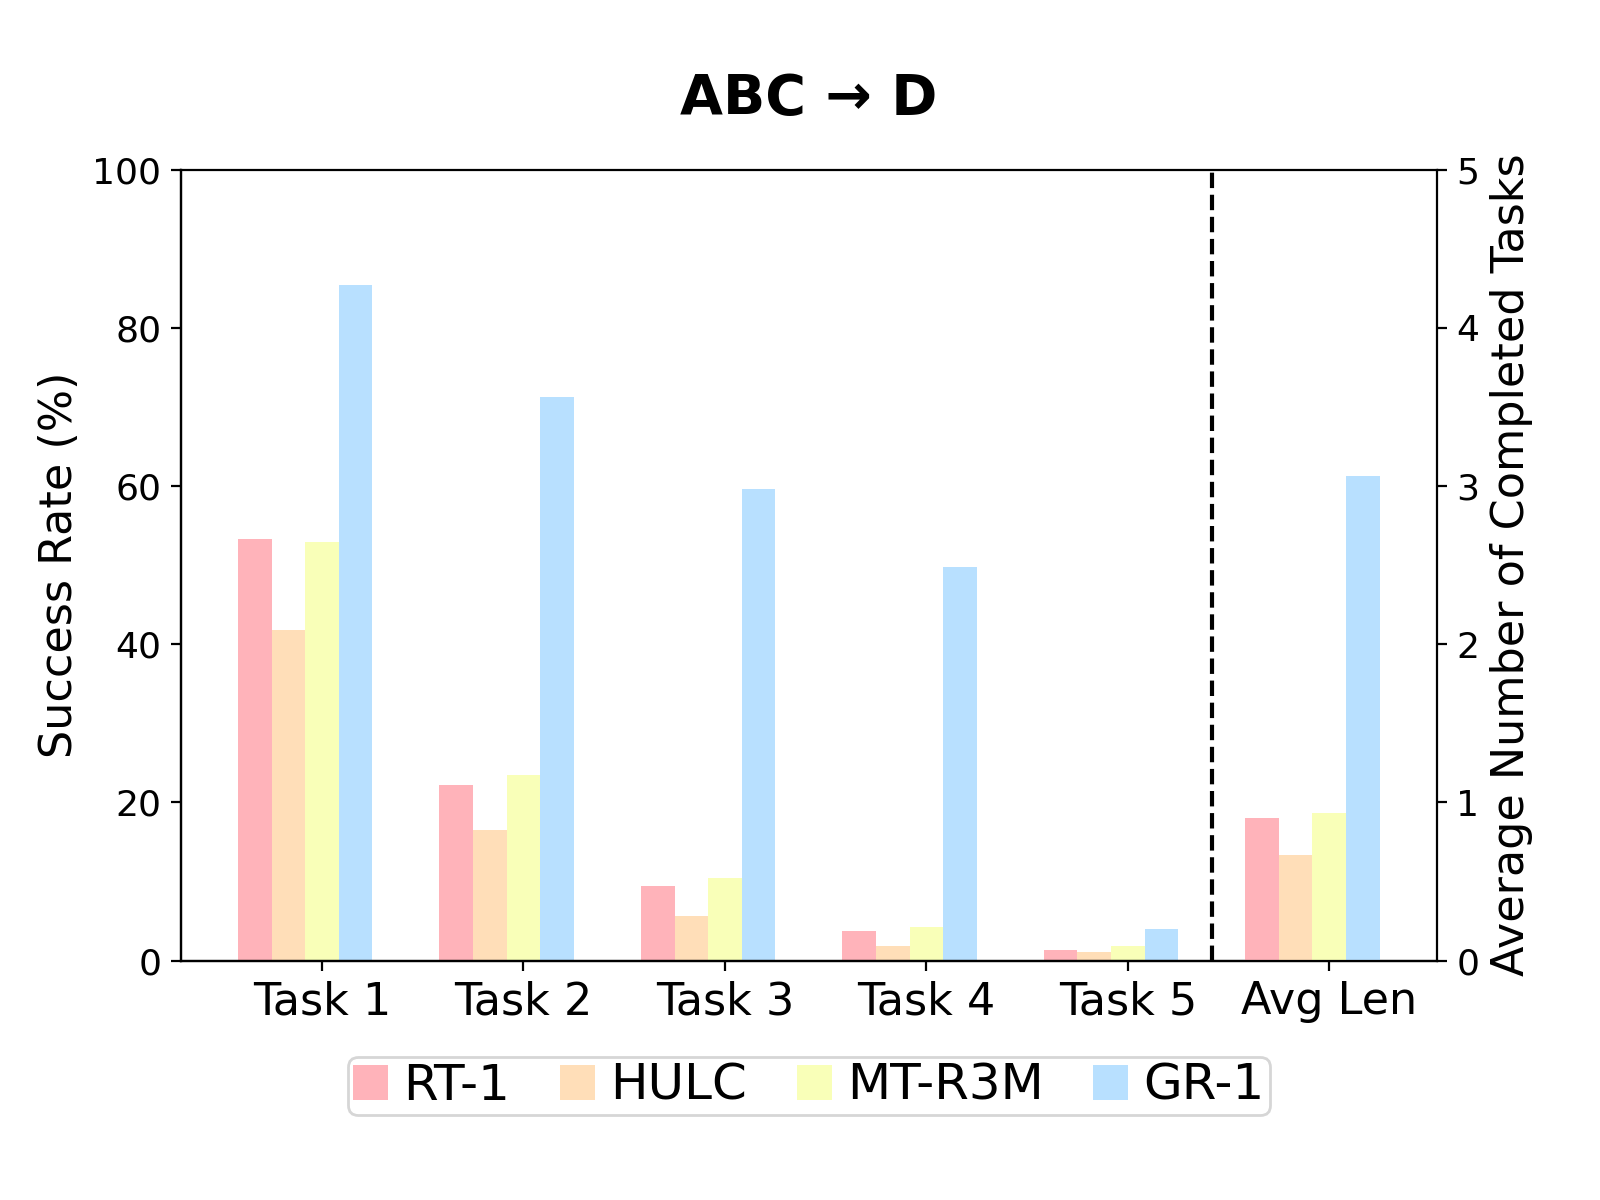 ABC → D
Success Rate (%)
100
80
60
40
20
0
5
4
3
2
1
0
Average Number of Completed Tasks
Task 1
Task 2
Task 3
Task 4
Task 5
Avg Len
RT-1
HULC
MT-R3M
GR-1